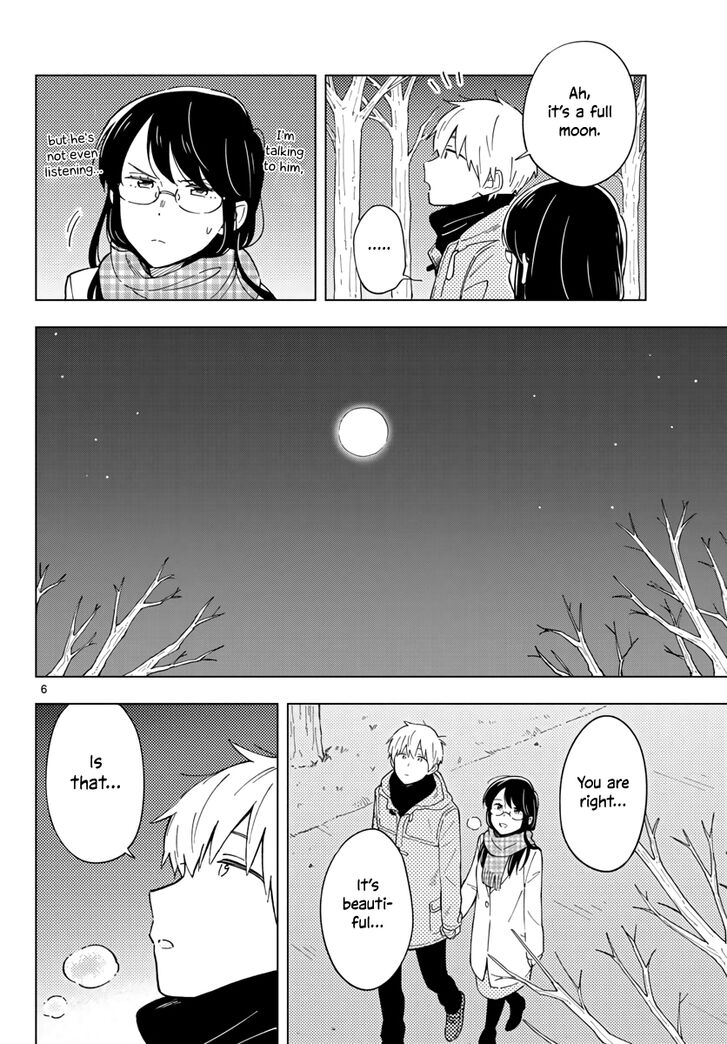 Ah,
it's a full
moon.
......
I'm
talking
to him,
but he's
not even
listening...
6
You are
right...
It's
beauti-
ful...
Is
that...